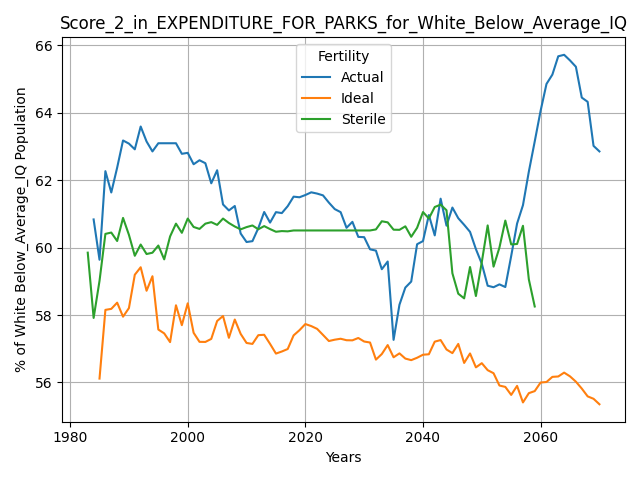 Score_2_in_EXPENDITURE_FOR_PARKS_for_White_Below_Average_IQ
% of White Below_Average_IQ Population
66
64
62
60
58
56
Fertility
Actual
Ideal
Sterile
1980
2000
2020
2040
2060
Years